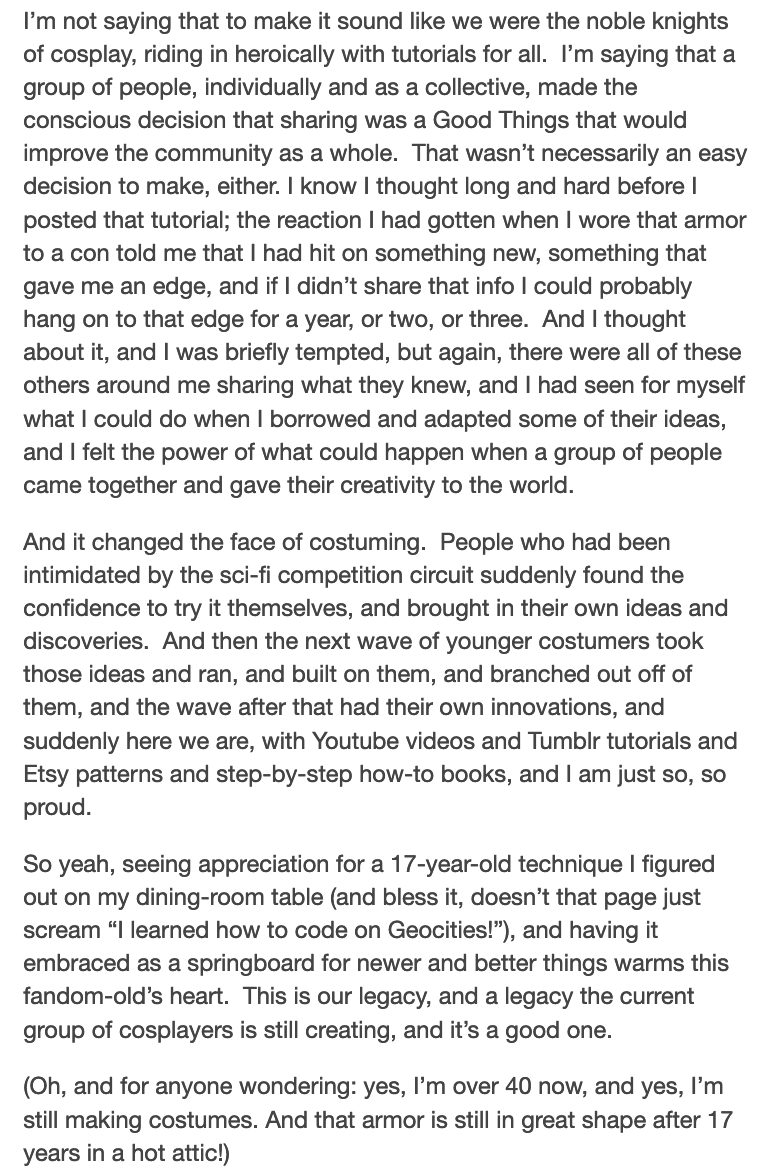 I’m not saying that to make it sound like we were the noble knights
of cosplay, riding in heroically with tutorials for all.  I’m saying that a
group of people, individually and as a collective, made the
conscious decision that sharing was a Good Things that would
improve the community as a whole.  That wasn’t necessarily an easy
decision to make, either. I know I thought long and hard before I
posted that tutorial; the reaction I had gotten when I wore that armor
to a con told me that I had hit on something new, something that
gave me an edge, and if I didn’t share that info I could probably
hang on to that edge for a year, or two, or three.  And I thought
about it, and I was briefly tempted, but again, there were all of these
others around me sharing what they knew, and I had seen for myself
what I could do when I borrowed and adapted some of their ideas,
and I felt the power of what could happen when a group of people
came together and gave their creativity to the world.
And it changed the face of costuming.  People who had been
intimidated by the sci-fi competition circuit suddenly found the
confidence to try it themselves, and brought in their own ideas and
discoveries.  And then the next wave of younger costumers took
those ideas and ran, and built on them, and branched out off of
them, and the wave after that had their own innovations, and
suddenly here we are, with Youtube videos and Tumblr tutorials and
Etsy patterns and step-by-step how-to books, and I am just so, so
proud.
So yeah, seeing appreciation for a 17-year-old technique I figured
out on my dining-room table (and bless it, doesn’t that page just
scream “I learned how to code on Geocities!”), and having it
embraced as a springboard for newer and better things warms this
fandom-old’s heart.  This is our legacy, and a legacy the current
group of cosplayers is still creating, and it’s a good one.
(Oh, and for anyone wondering: yes, I’m over 40 now, and yes, I’m
still making costumes. And that armor is still in great shape after 17
years in a hot attic!)